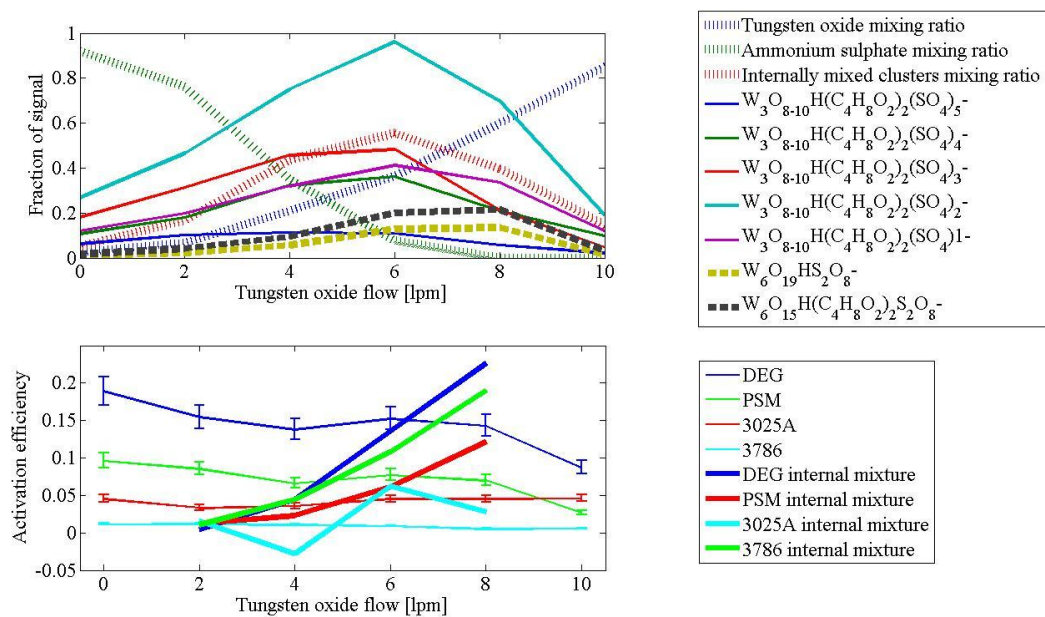 1
0.8
0.6
0.4
0.2
0
0 2 4 6 8 10
Fraction of signal
Tungsten oxide flow [lpm]
Tungsten oxide mixing ratio
Ammonium sulphate mixing ratio
Internally mixed clusters mixing ratio
W₃O₈₋₁₀H(C₄H₈O₂)₂(SO₄)₅-
W₃O₈₋₁₀H(C₄H₈O₂)₂(SO₄)₄-
W₃O₈₋₁₀H(C₄H₈O₂)₂(SO₄)₃-
W₃O₈₋₁₀H(C₄H₈O₂)₂(SO₄)₂-
W₃O₈₋₁₀H(C₄H₈O₂)₂(SO₄)1-
W₆O₁₉HS₂O₈-
W₆O₁₅H(C₄H₈O₂)₂S₂O₈-
0.2
0.15
0.1
0.05
0
-0.05
0 2 4 6 8 10
Activation efficiency
Tungsten oxide flow [lpm]
DEG
PSM
3025A
3786
DEG internal mixture
PSM internal mixture
3025A internal mixture
3786 internal mixture